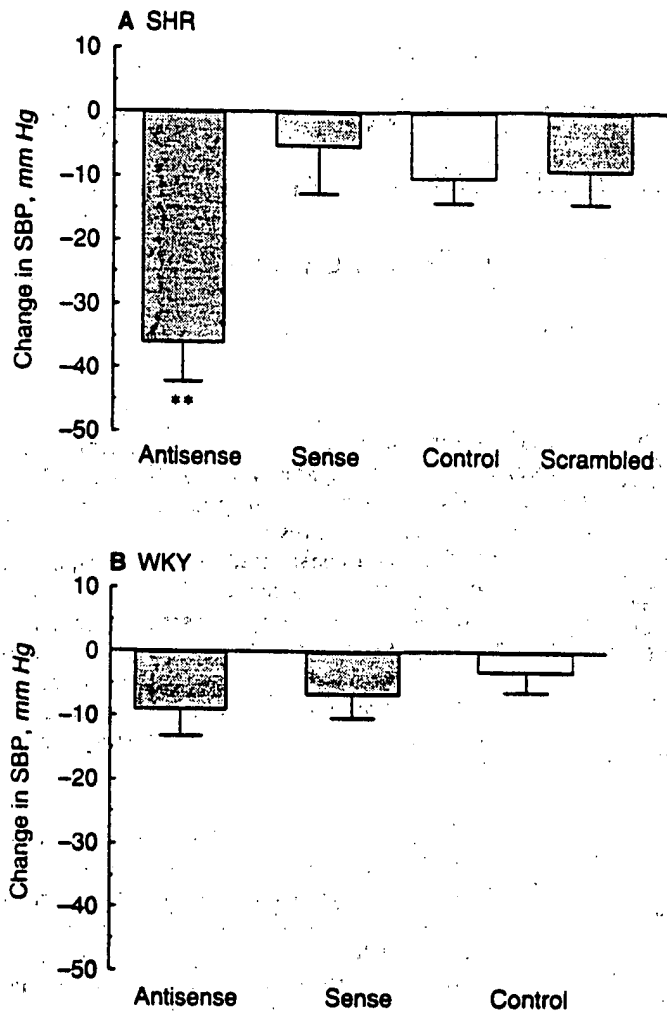 A SHR
10
0
-10
-20
-30
-40
-50
Change in SBP, mm Hg
**
Antisense Sense Control Scrambled
B WKY
10
0
-10
-20
-30
-40
-50
Change in SBP, mm Hg
Antisense Sense Control